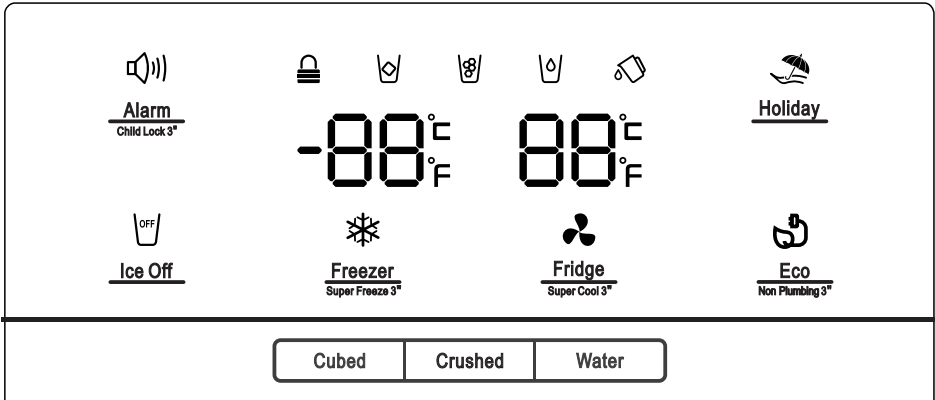 Alarm
Child Lock 3"
Holiday
-88°C 88°C
°F °F
OFF
Ice Off
Freezer
Super Freeze 3"
Fridge
Super Cool 3"
Eco
Non Plumbing 3"
Cubed Crushed Water